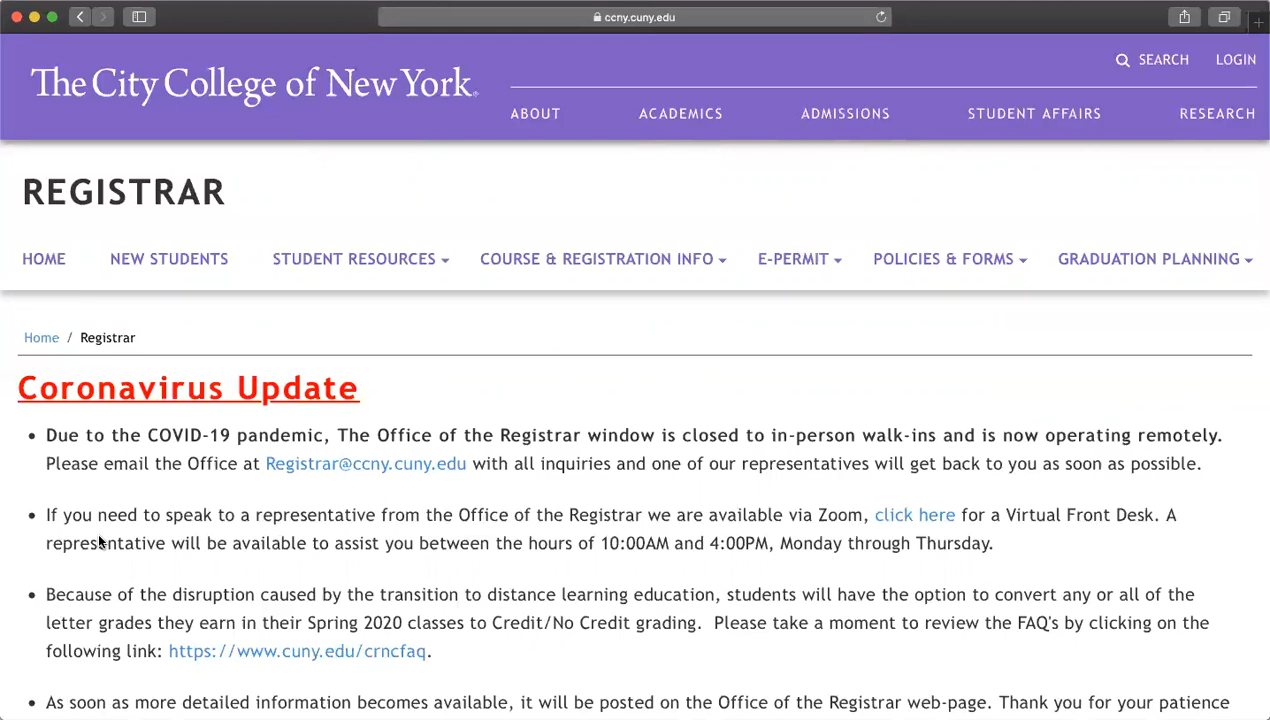 ccny.cuny.edu
SEARCH LOGIN
The City College of New York
ABOUT ACADEMICS ADMISSIONS STUDENT AFFAIRS RESEARCH
REGISTRAR
HOME NEW STUDENTS STUDENT RESOURCES COURSE & REGISTRATION INFO E-PERMIT POLICIES & FORMS GRADUATION PLANNING
Home / Registrar
Coronavirus Update
• Due to the COVID-19 pandemic, The Office of the Registrar window is closed to in-person walk-ins and is now operating remotely.
Please email the Office at Registrar@ccny.cuny.edu with all inquiries and one of our representatives will get back to you as soon as possible.
• If you need to speak to a representative from the Office of the Registrar we are available via Zoom, click here for a Virtual Front Desk. A
representative will be available to assist you between the hours of 10:00AM and 4:00PM, Monday through Thursday.
• Because of the disruption caused by the transition to distance learning education, students will have the option to convert any or all of the
letter grades they earn in their Spring 2020 classes to Credit/No Credit grading. Please take a moment to review the FAQ's by clicking on the
following link: https://www.cuny.edu/crncfaq.
• As soon as more detailed information becomes available, it will be posted on the Office of the Registrar web-page. Thank you for your patience